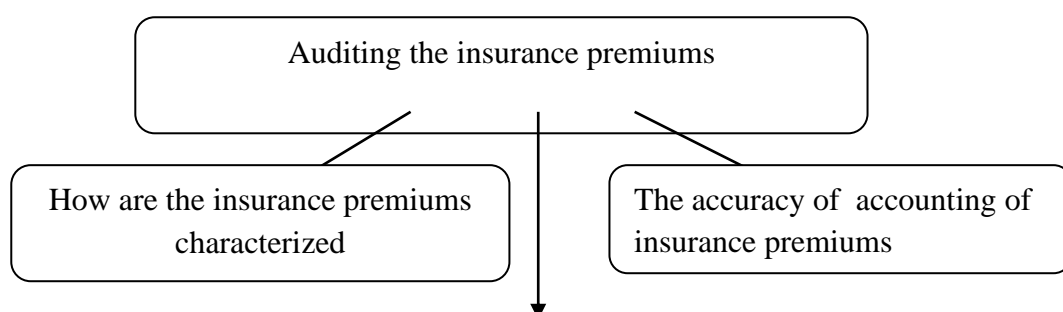 Auditing the insurance premiums
How are the insurance premiums
characterized
The accuracy of  accounting of
insurance premiums